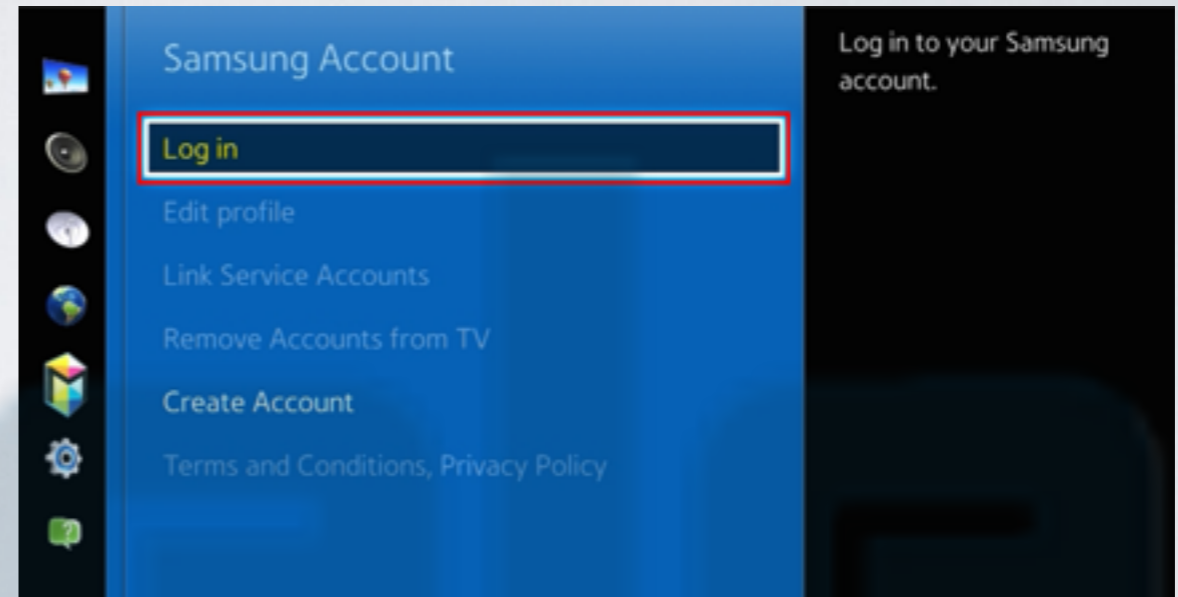 Samsung Account
Log in
Edit profile
Link Service Accounts
Remove Accounts from TV
Create Account
Terms and Conditions, Privacy Policy
Log in to your Samsung
account.